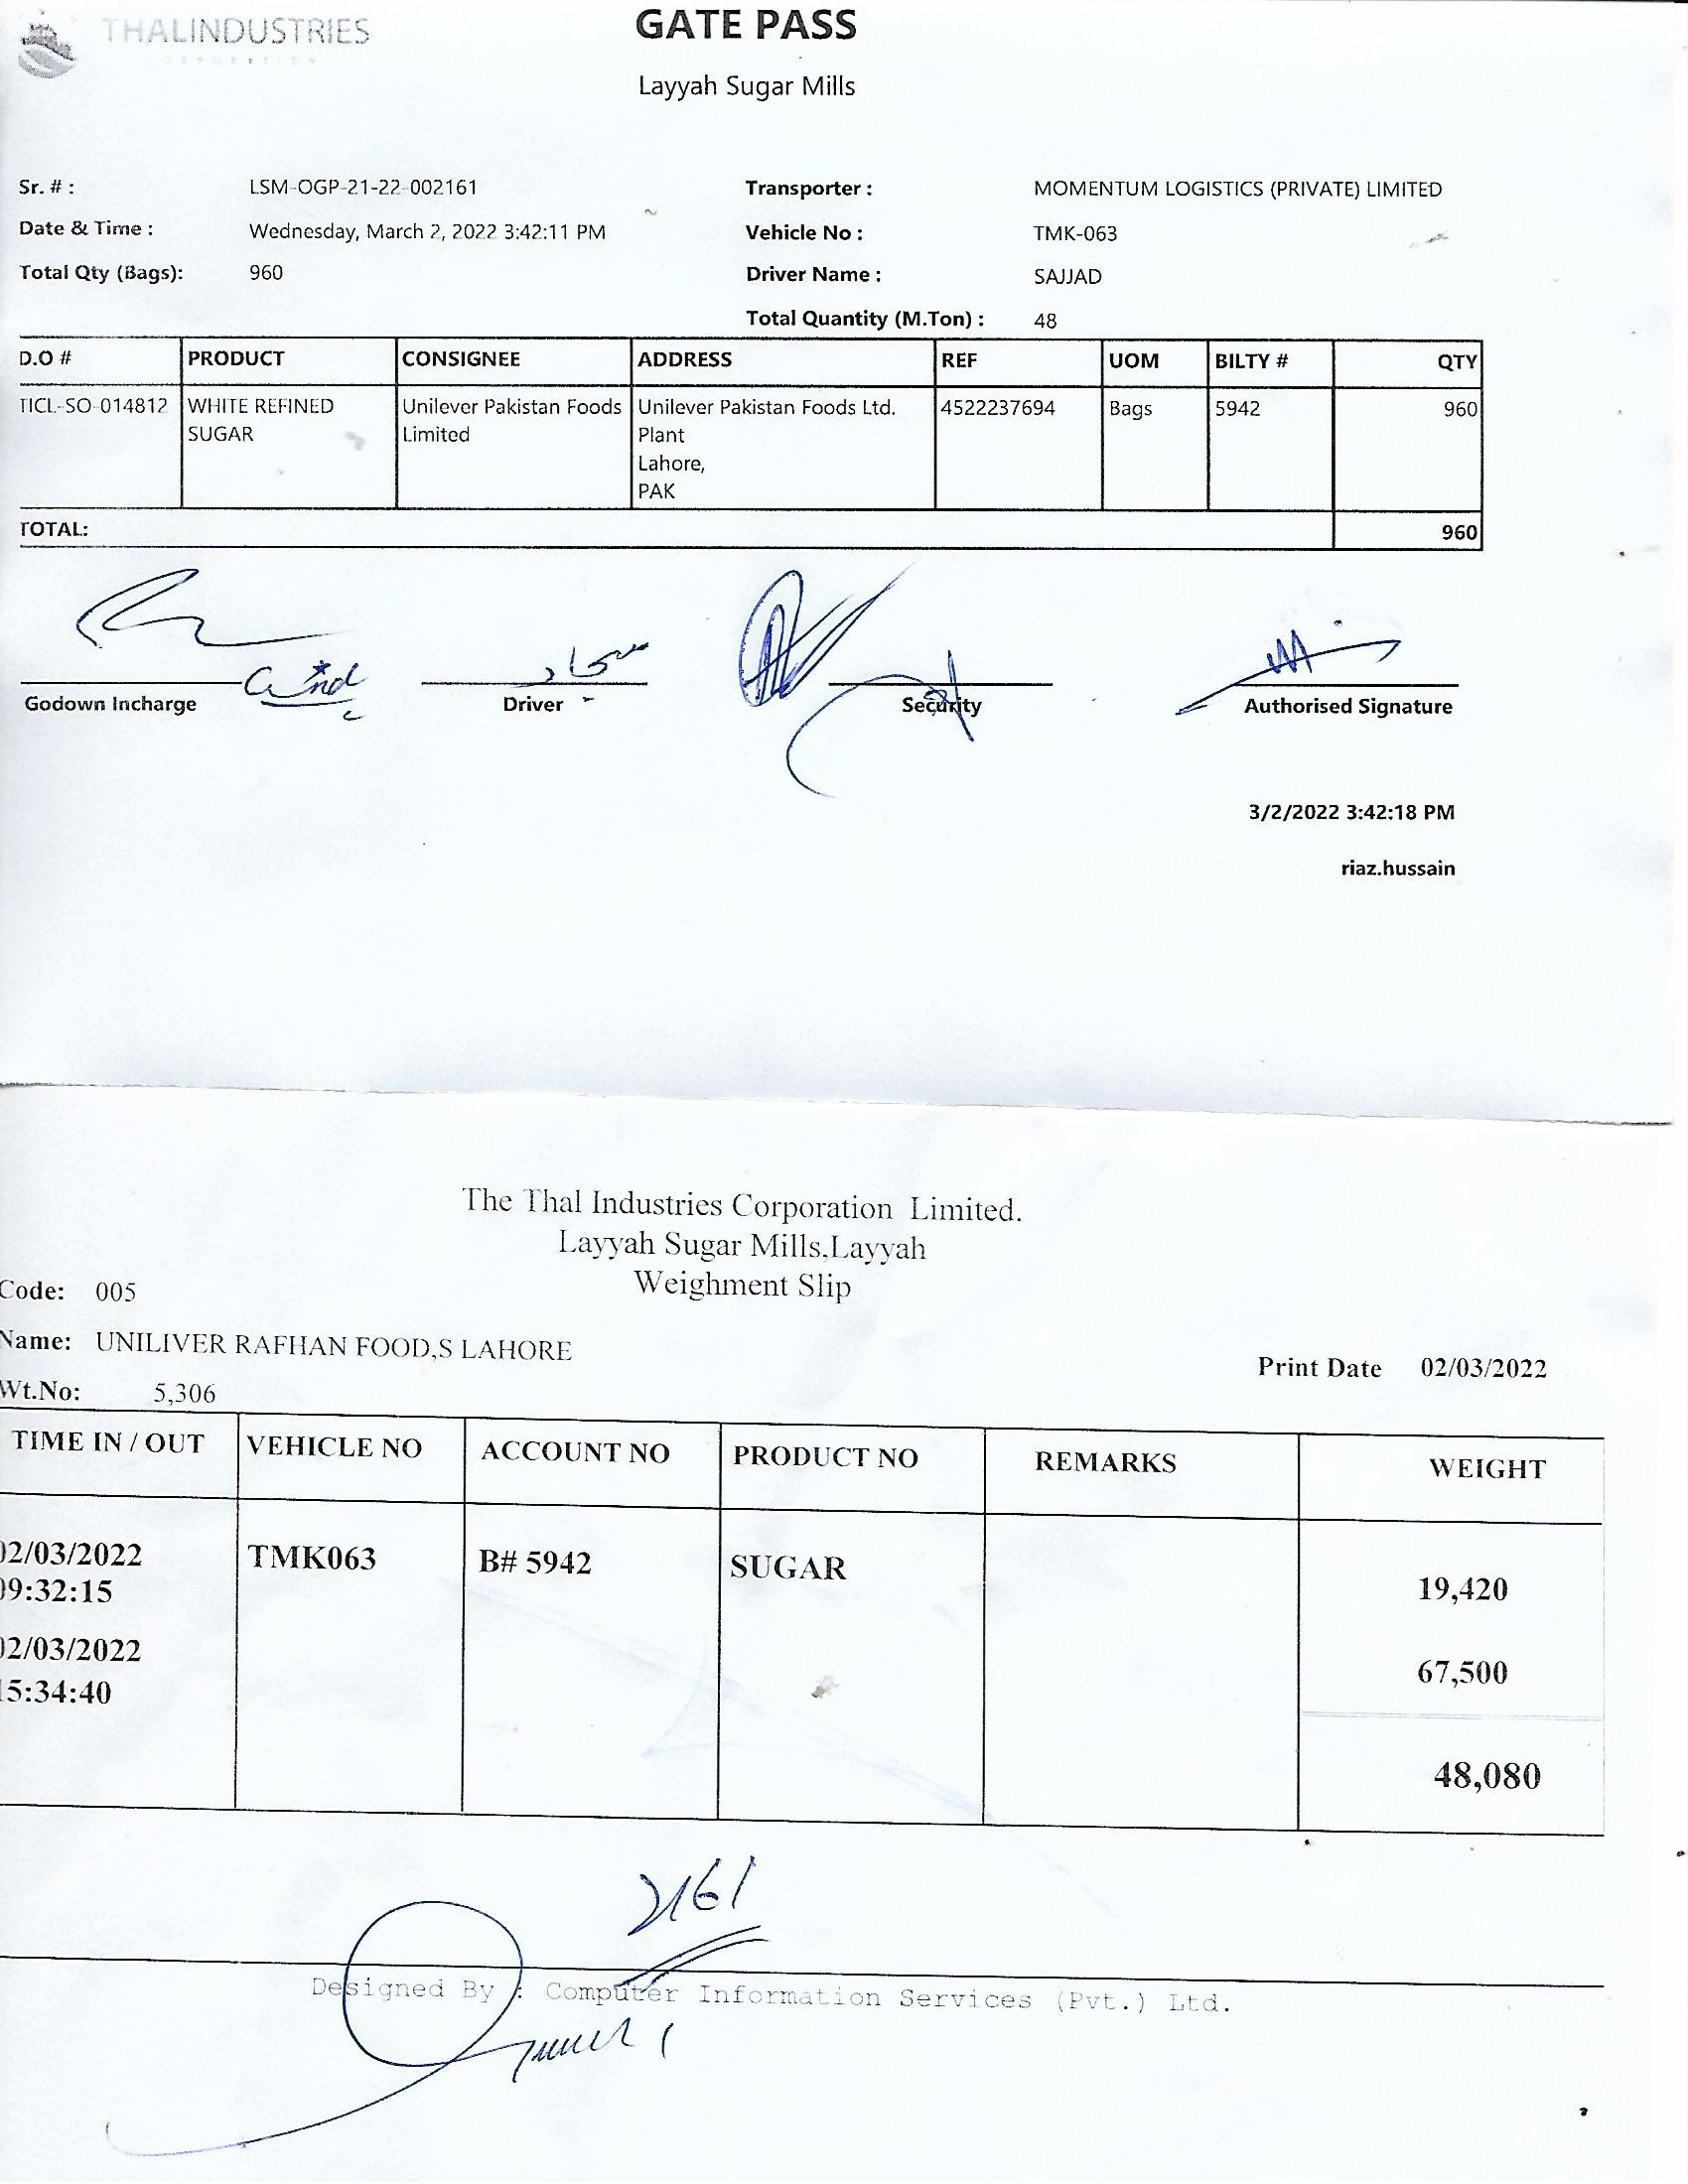 THALINDUSTRIES
CORPORATION
GATE PASS
Layyah Sugar Mills
Sr. # : LSM-OGP-21-22-002161 Transporter : MOMENTUM LOGISTICS (PRIVATE) LIMITED
Date & Time : Wednesday, March 2, 2022 3:42:11 PM Vehicle No : TMK-063
Total Qty (Bags): 960 Driver Name : SAJJAD
Total Quantity (M.Ton) : 48
D.O # PRODUCT CONSIGNEE ADDRESS REF UOM BILTY # QTY
TICL-SO-014812 WHITE REFINED Unilever Pakistan Foods Unilever Pakistan Foods Ltd. 4522237694 Bags 5942 960
SUGAR Limited Plant
Lahore,
PAK
TOTAL: 960
Godown Incharge Driver Security Authorised Signature
3/2/2022 3:42:18 PM
riaz.hussain
The Thal Industries Corporation Limited.
Layyah Sugar Mills,Layyah
Weighment Slip
Code: 005
Name: UNILIVER RAFHAN FOOD,S LAHORE
Print Date 02/03/2022
Wt.No: 5,306
TIME IN / OUT VEHICLE NO ACCOUNT NO PRODUCT NO REMARKS WEIGHT
02/03/2022 TMK063 B# 5942 SUGAR
09:32:15 19,420
02/03/2022
15:34:40 67,500
48,080
2161
Designed By : Computer Information Services (Pvt.) Ltd.